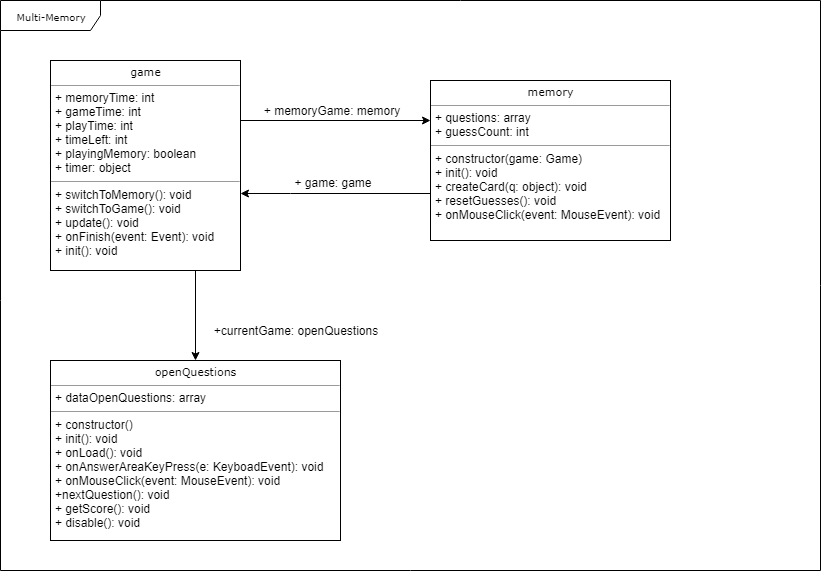 Multi-Memory
game
+ memoryTime: int
+ gameTime: int
+ playTime: int
+ timeLeft: int
+ playingMemory: boolean
+ timer: object
+ switchToMemory(): void
+ switchToGame(): void
+ update(): void
+ onFinish(event: Event): void
+ init(): void
+ memoryGame: memory
+ game: game
memory
+ questions: array
+ guessCount: int
+ constructor(game: Game)
+ init(): void
+ createCard(q: object): void
+ resetGuesses(): void
+ onMouseClick(event: MouseEvent): void
+currentGame: openQuestions
openQuestions
+ dataOpenQuestions: array
+ constructor()
+ init(): void
+ onLoad(): void
+ onAnswerAreaKeyPress(e: KeyboadEvent): void
+ onMouseClick(event: MouseEvent): void
+nextQuestion(): void
+ getScore(): void
+ disable(): void